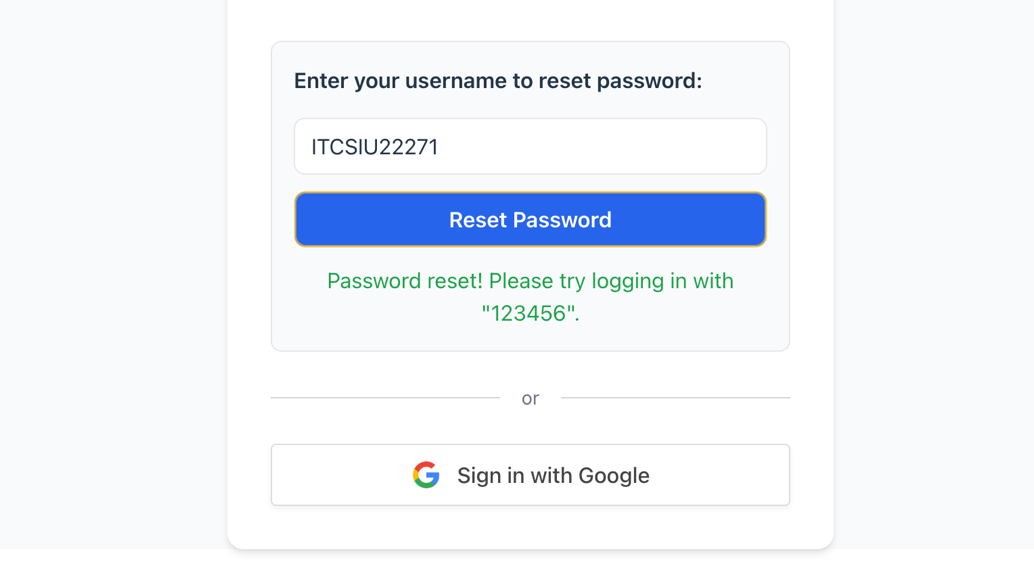 Enter your username to reset password:
ITCSIU22271
Reset Password
Password reset! Please try logging in with
"123456".
or
Sign in with Google